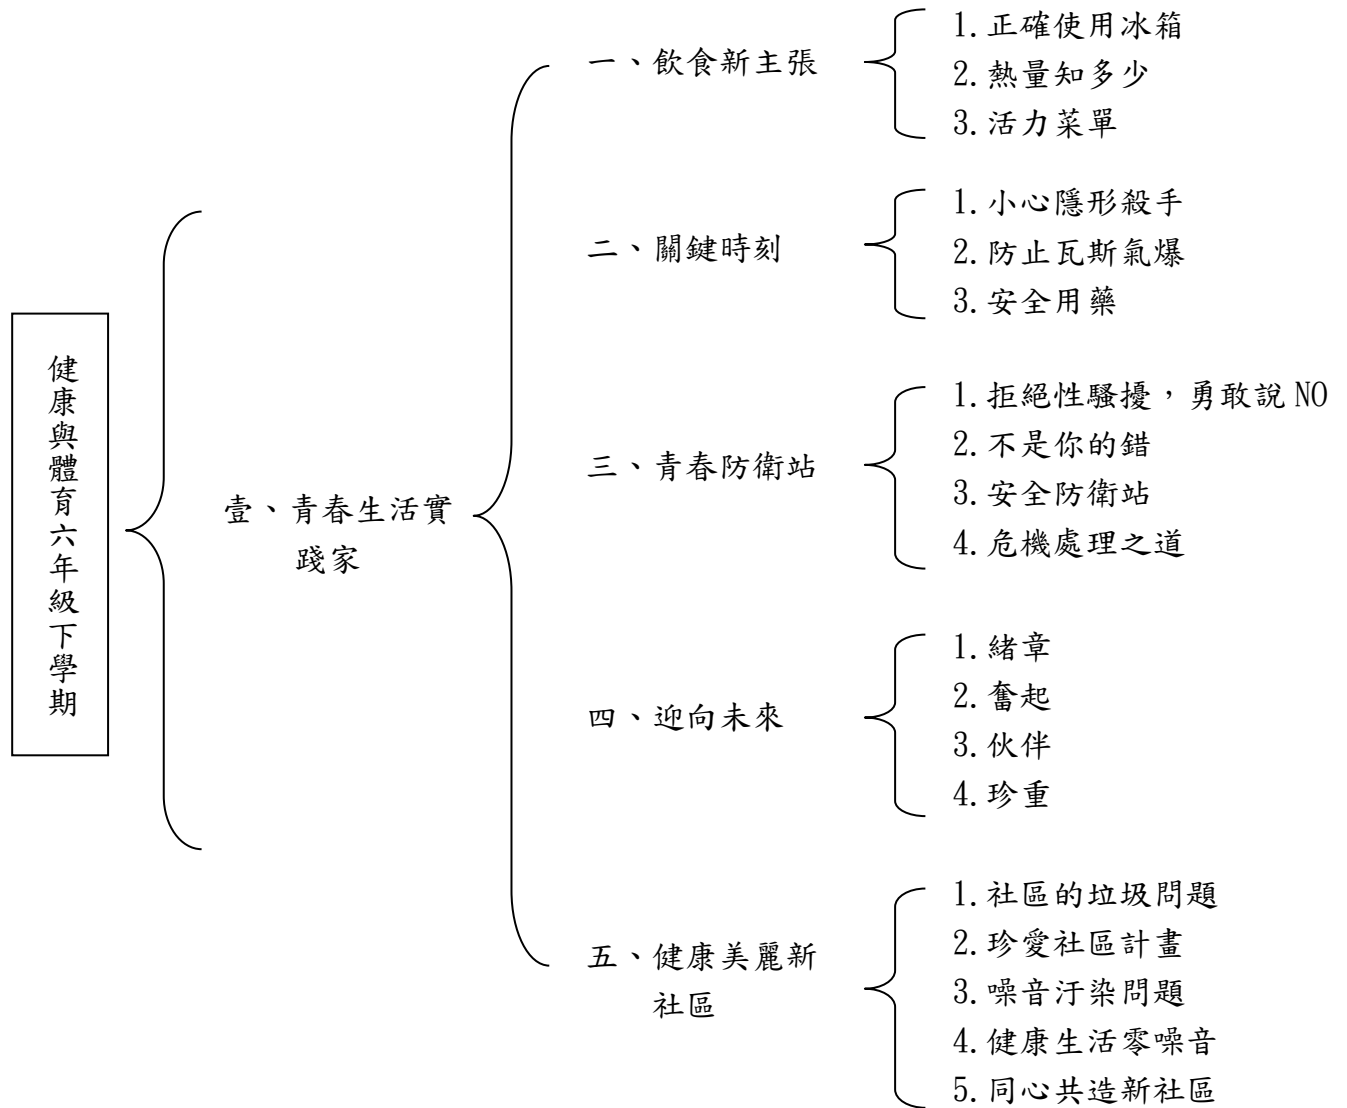 健康與體育六年級下學期
壹、青春生活實
踐家
一、飲食新主張
1.正確使用冰箱
2.熱量知多少
3.活力菜單
二、關鍵時刻
1.小心隱形殺手
2.防止瓦斯氣爆
3.安全用藥
三、青春防衛站
1.拒絕性騷擾，勇敢說 NO
2.不是你的錯
3.安全防衛站
4.危機處理之道
四、迎向未來
1.緒章
2.奮起
3.伙伴
4.珍重
五、健康美麗新
社區
1.社區的垃圾問題
2.珍愛社區計畫
3.噪音汙染問題
4.健康生活零噪音
5.同心共造新社區